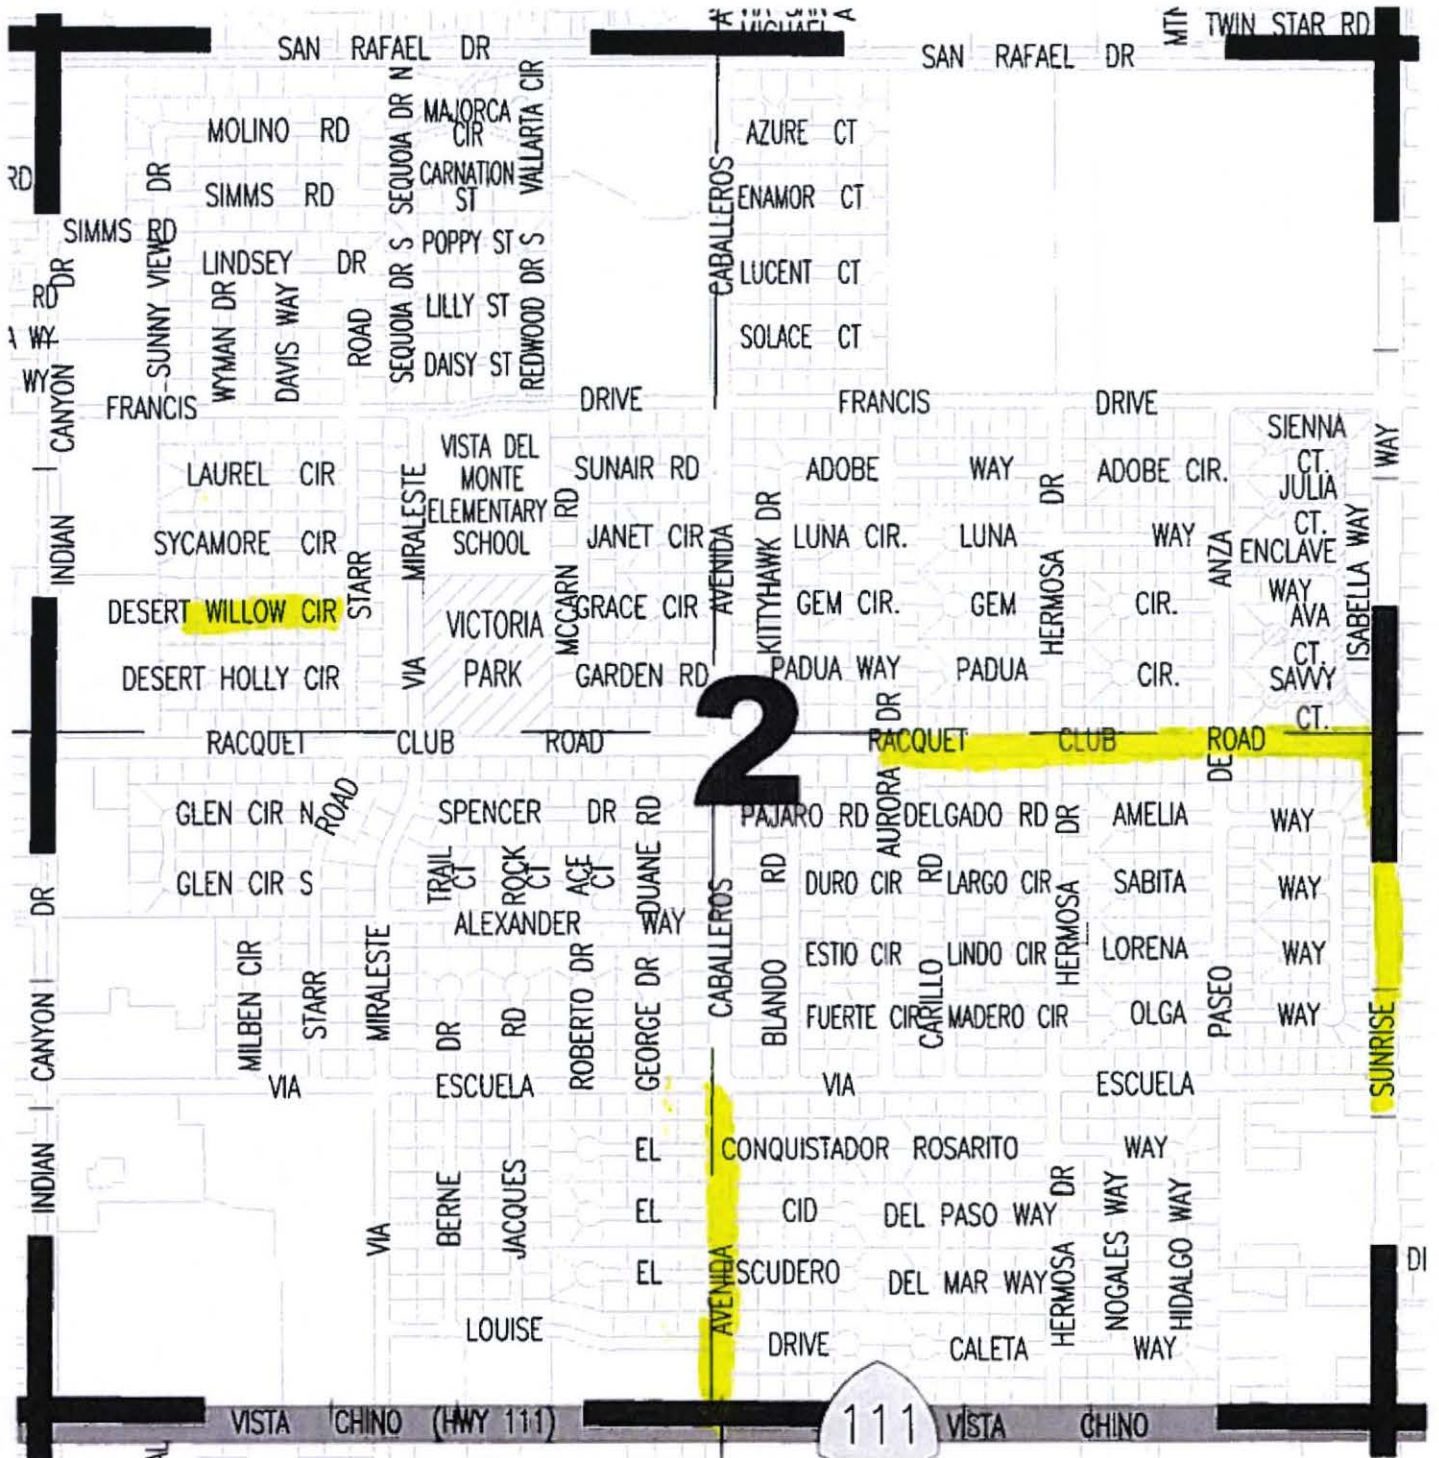 VIA SAN
MICHAEL
TWIN STAR RD
SAN RAFAEL DR
SAN RAFAEL DR
MOLINO RD
SEQUOIA DR N
MAJORCA
CIR
VALLARTA CIR
AZURE CT
RD
SUNNY VIEW DR
SIMMS RD
CARNATION
ST
CABALLEROS
ENAMOR CT
SIMMS RD
LINDSEY DR
SEQUOIA DR S
POPPY ST
REDWOOD DR S
LUCENT CT
RD
DR
WYMAN DR
DAVIS WAY
ROAD
LILLY ST
SOLACE CT
WY
WY
DAISY ST
FRANCIS
DRIVE
FRANCIS
DRIVE
INDIAN CANYON
SIENNA
CT.
JULIA
CT.
ENCLAVE
WAY
AVA
CT.
SAVVY
CT.
WAY
ISABELLA WAY
LAUREL CIR
VISTA DEL
MONTE
ELEMENTARY
SCHOOL
SUNAIR RD
ADOBE WAY
ADOBE CIR.
SYCAMORE CIR
STARR
VIA MIRALESTE
MCCARN RD
JANET CIR
AVENIDA
KITTYHAWK DR
LUNA CIR.
LUNA
HERMOSA DR
WAY
ANZA
DESERT WILLOW CIR
VICTORIA
PARK
GRACE CIR
GEM CIR.
GEM
CIR.
DESERT HOLLY CIR
GARDEN RD
PADUA WAY
PADUA
CIR.
2
RACQUET CLUB ROAD
RACQUET CLUB ROAD
AURORA DR
DE
GLEN CIR N
ROAD
SPENCER DR
DUANE RD
PAJARO RD
DELGADO RD
HERMOSA DR
AMELIA WAY
GLEN CIR S
TRAIL
CT
ROCK
CT
ACE
CT
BLANDO RD
DURO CIR
CARILLO RD
LARGO CIR
SABITA WAY
INDIAN CANYON DR
ALEXANDER WAY
CABALLEROS
MILBEN CIR
STARR
MIRALESTE
ROBERTO DR
GEORGE DR
ESTIO CIR
LINDO CIR
LORENA WAY
DR
RD
FUERTE CIR
MADERO CIR
OLGA WAY
PASEO
SUNRISE
VIA ESCUELA
VIA ESCUELA
EL CONQUISTADOR
ROSARITO WAY
VIA
BERNE
JACQUES
EL CID
DEL PASO WAY
HERMOSA DR
NOGALES WAY
HIDALGO WAY
EL SCUDERO
AVENIDA
DEL MAR WAY
DI
LOUISE DRIVE
CALETA WAY
VISTA CHINO (HWY 111)
111
VISTA CHINO